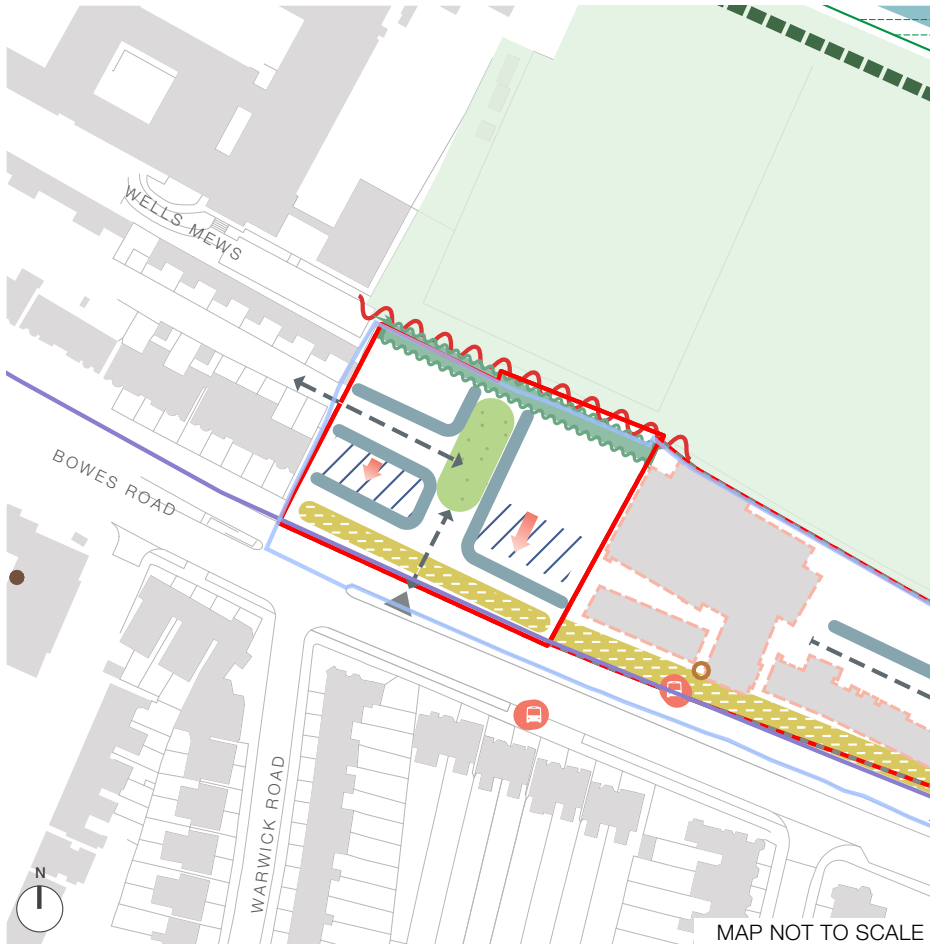 WELLS MEWS
BOWES ROAD
WARWICK ROAD
N
MAP NOT TO SCALE